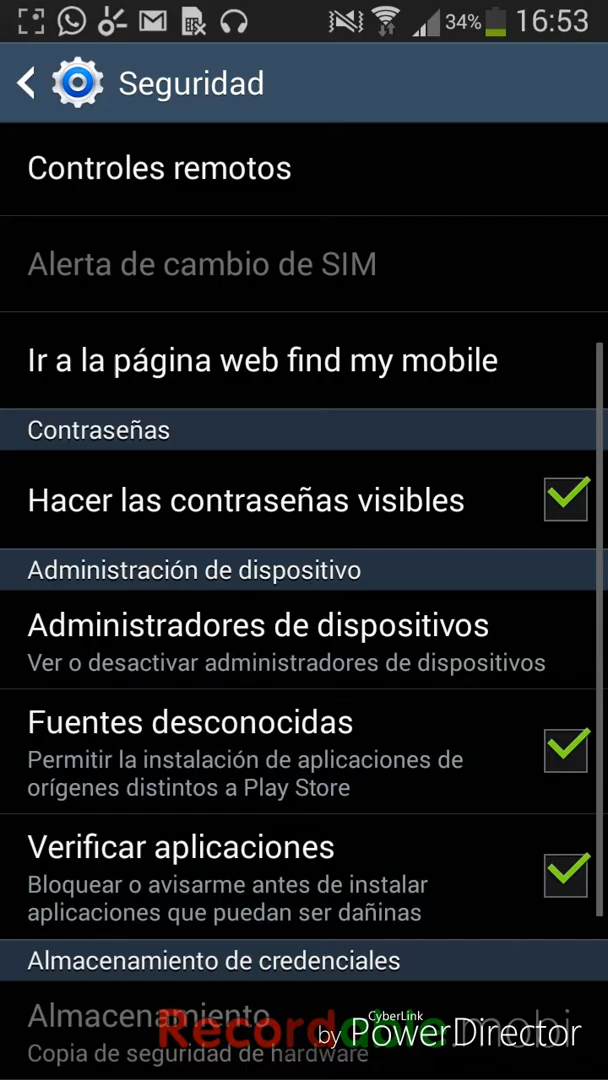 34% 16:53
Seguridad
Controles remotos
Alerta de cambio de SIM
Ir a la página web find my mobile
Contraseñas
Hacer las contraseñas visibles
Administración de dispositivo
Administradores de dispositivos
Ver o desactivar administradores de dispositivos
Fuentes desconocidas
Permitir la instalación de aplicaciones de
orígenes distintos a Play Store
Verificar aplicaciones
Bloquear o avisarme antes de instalar
aplicaciones que puedan ser dañinas
Almacenamiento de credenciales
Almacenamiento
Recordable.mobi
CyberLink
by PowerDirector
Copia de seguridad de hardware